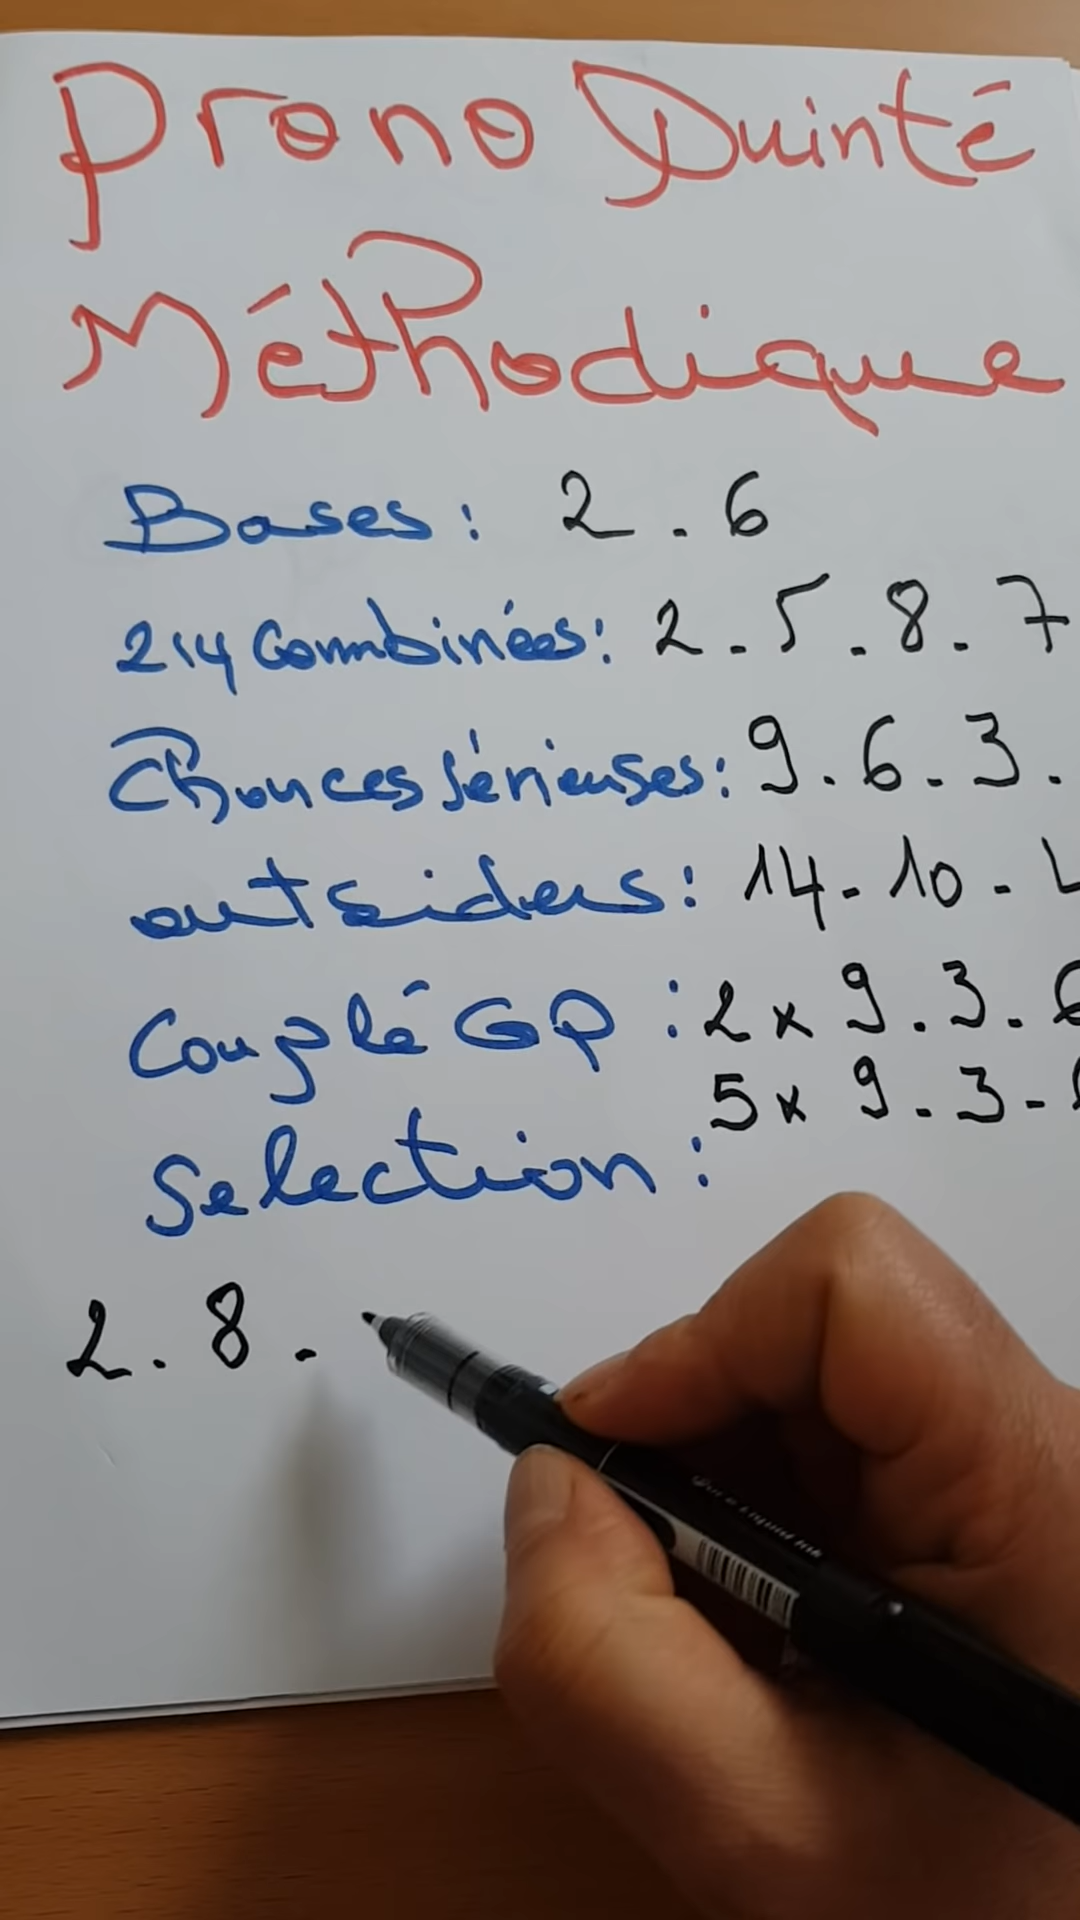 Prono Quinté
Méthodique
Bases : 2 . 6
2/4 Combinées : 2 . 5 . 8 . 7
Chances sérieuses : 9 . 6 . 3 .
outsiders : 14 - 10 -
Couplé GP : 2 x 9 . 3 .
5 x 9 . 3 -
Selection :
2 . 8 .